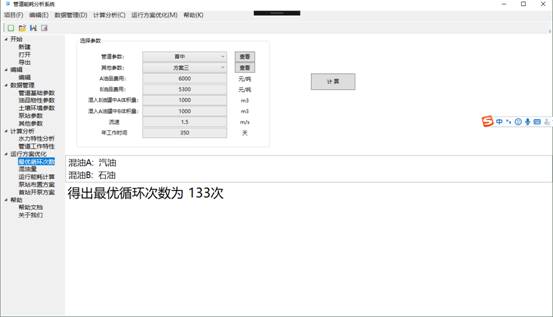 管道能耗分析系统
项目(F) 编辑(E) 数据管理(D) 计算分析(C) 运行方案优化(M) 帮助(K)
开始
新建
打开
导出
编辑
编辑
数据管理
管道基础参数
油品物性参数
土壤环境参数
泵站参数
其他参数
计算分析
水力特性分析
管道工作特性
运行方案优化
最优循环次数
混油量
运行能耗计算
泵站布置方案
首站开泵方案
帮助
帮助文档
关于我们
选择参数
管道参数: 晋中 查看
其他参数: 方案三 查看
A油品费用: 6000 元/吨
B油品费用: 5300 元/吨
混入B油罐中A体积量: 1000 m3
混入A油罐中B体积量: 1000 m3
流速 1.5 m/s
年工作时间 350 天
计 算
混油A: 汽油
混油B: 石油
得出最优循环次数为 133次
中